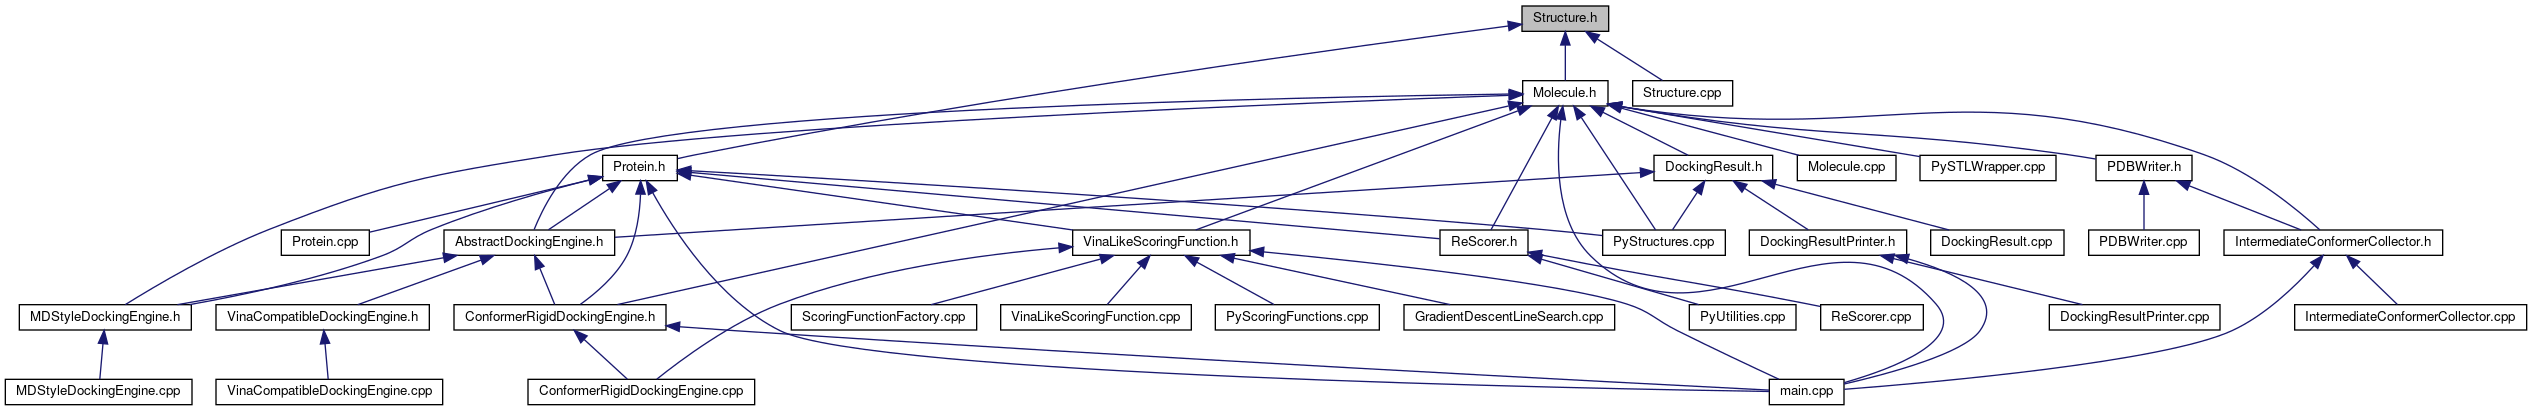 Structure.h
Molecule.h
Structure.cpp
Protein.h
DockingResult.h
Molecule.cpp
PySTLWrapper.cpp
PDBWriter.h
Protein.cpp
AbstractDockingEngine.h
VinaLikeScoringFunction.h
ReScorer.h
PyStructures.cpp
DockingResultPrinter.h
DockingResult.cpp
PDBWriter.cpp
IntermediateConformerCollector.h
MDStyleDockingEngine.h
VinaCompatibleDockingEngine.h
ConformerRigidDockingEngine.h
ScoringFunctionFactory.cpp
VinaLikeScoringFunction.cpp
PyScoringFunctions.cpp
GradientDescentLineSearch.cpp
PyUtilities.cpp
ReScorer.cpp
DockingResultPrinter.cpp
IntermediateConformerCollector.cpp
MDStyleDockingEngine.cpp
VinaCompatibleDockingEngine.cpp
ConformerRigidDockingEngine.cpp
main.cpp